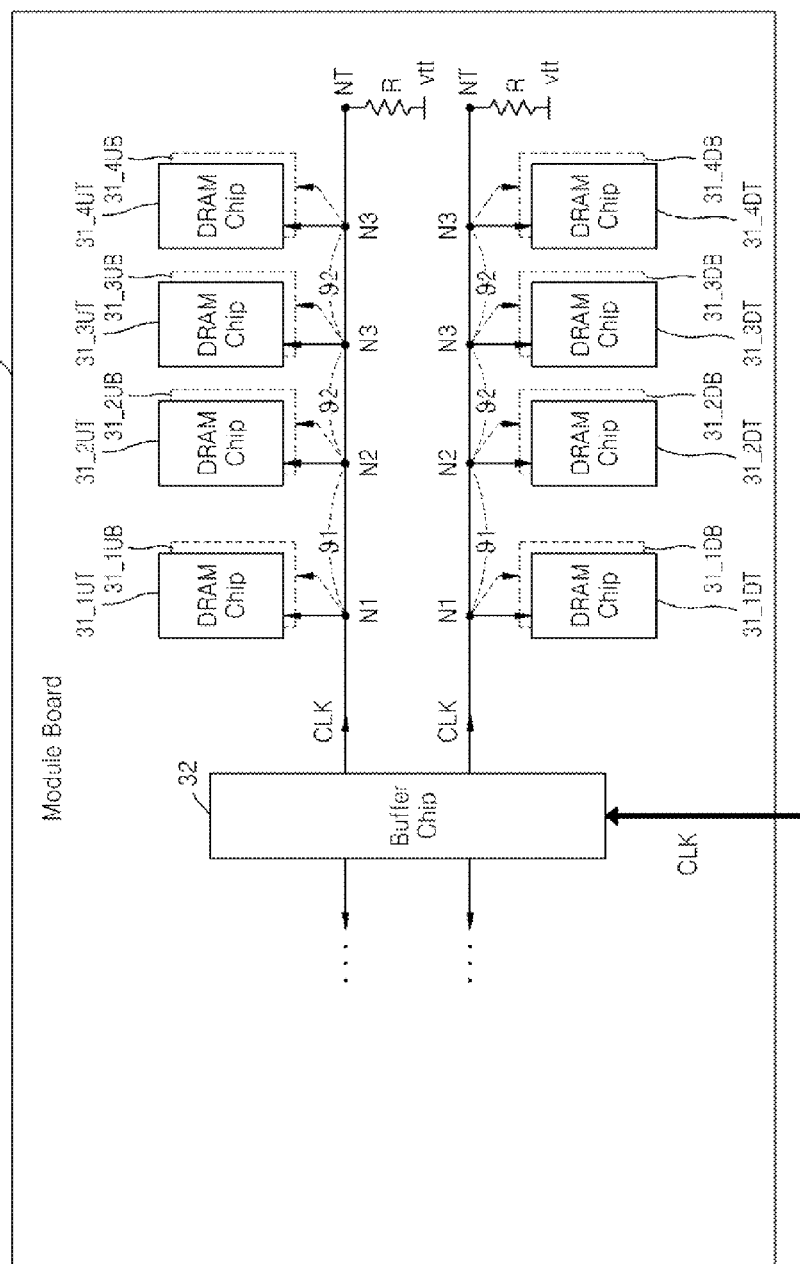 Module Board
32
Buffer
Chip
CLK
CLK
CLK
31_1UT
31_1UB
DRAM
Chip
31_2UT
31_2UB
DRAM
Chip
31_3UT
31_3UB
DRAM
Chip
31_4UT
31_4UB
DRAM
Chip
N1
91
N2
92
N3
92
N3
NT
R
vtt
N1
91
N2
92
N3
92
N3
NT
R
vtt
DRAM
Chip
31_1DB
31_1DT
DRAM
Chip
31_2DB
31_2DT
DRAM
Chip
31_3DB
31_3DT
DRAM
Chip
31_4DB
31_4DT